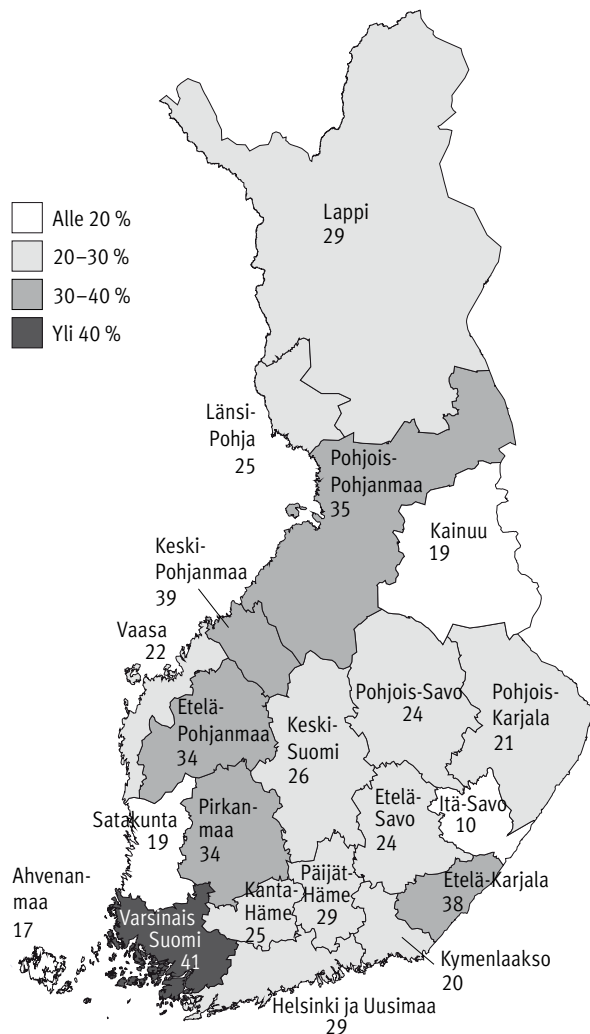 Alle 20 %
20–30 %
30–40 %
Yli 40 %
Lappi
29
Länsi-
Pohja
25
Pohjois-
Pohjanmaa
35
Kainuu
19
Keski-
Pohjanmaa
39
Vaasa
22
Etelä-
Pohjanmaa
34
Keski-
Suomi
26
Pohjois-Savo
24
Pohjois-
Karjala
21
Satakunta
19
Pirkan-
maa
34
Etelä-
Savo
24
Itä-Savo
10
Ahvenan-
maa
17
Varsinais
Suomi
41
Kanta-
Häme
25
Päijät-
Häme
29
Etelä-Karjala
38
Kymenlaakso
20
Helsinki ja Uusimaa
29